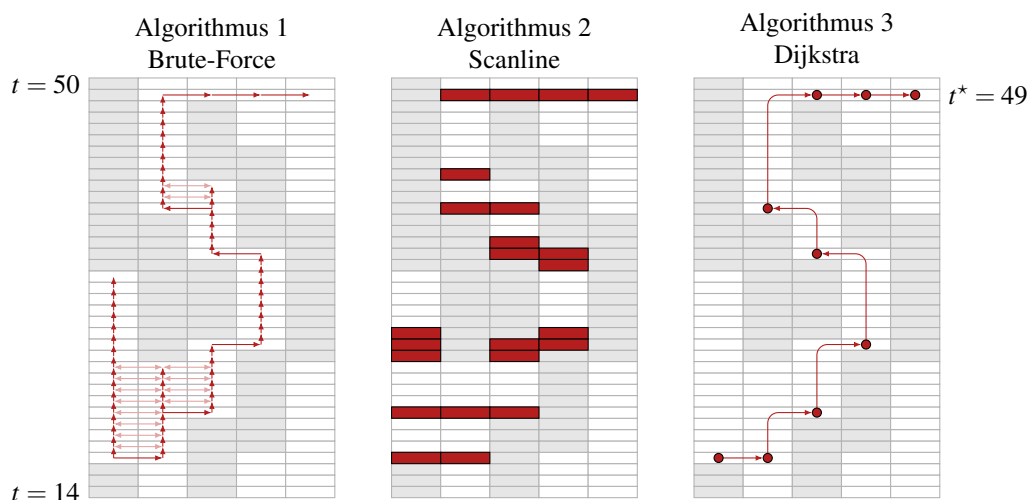 Algorithmus 1
Brute-Force
Algorithmus 2
Scanline
Algorithmus 3
Dijkstra
t = 50
t⋆ = 49
t = 14